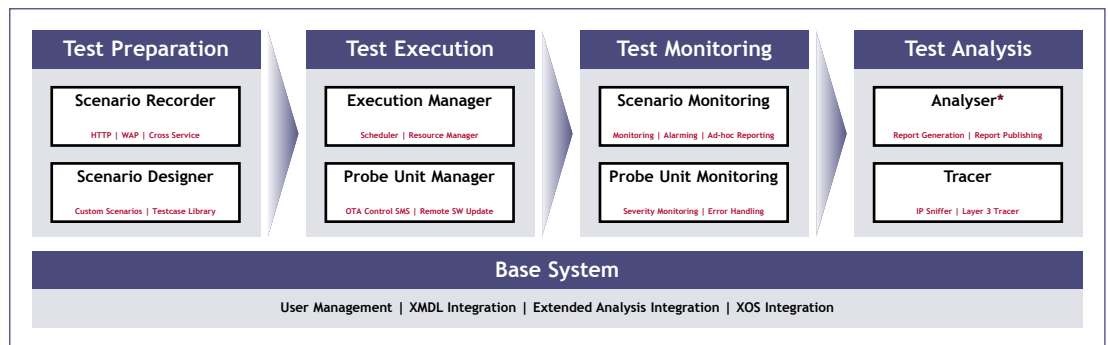 Test Preparation
Scenario Recorder
HTTP | WAP | Cross Service
Scenario Designer
Custom Scenarios | Testcase Library
Test Execution
Execution Manager
Scheduler | Resource Manager
Probe Unit Manager
OTA Control SMS | Remote SW Update
Test Monitoring
Scenario Monitoring
Monitoring | Alarming | Ad-hoc Reporting
Probe Unit Monitoring
Severity Monitoring | Error Handling
Test Analysis
Analyser*
Report Generation | Report Publishing
Tracer
IP Sniffer | Layer 3 Tracer
Base System
User Management | XMDL Integration | Extended Analysis Integration | XOS Integration